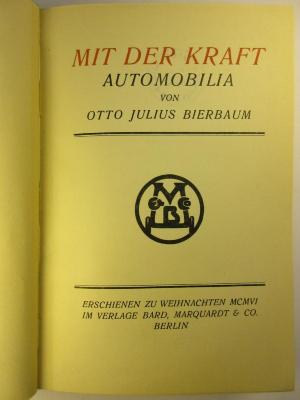 MIT DER KRAFT
AUTOMOBILIA
VON
OTTO JULIUS BIERBAUM
ERSCHIENEN ZU WEIHNACHTEN MCMVI
IM VERLAGE BARD, MARQUARDT & CO.
BERLIN